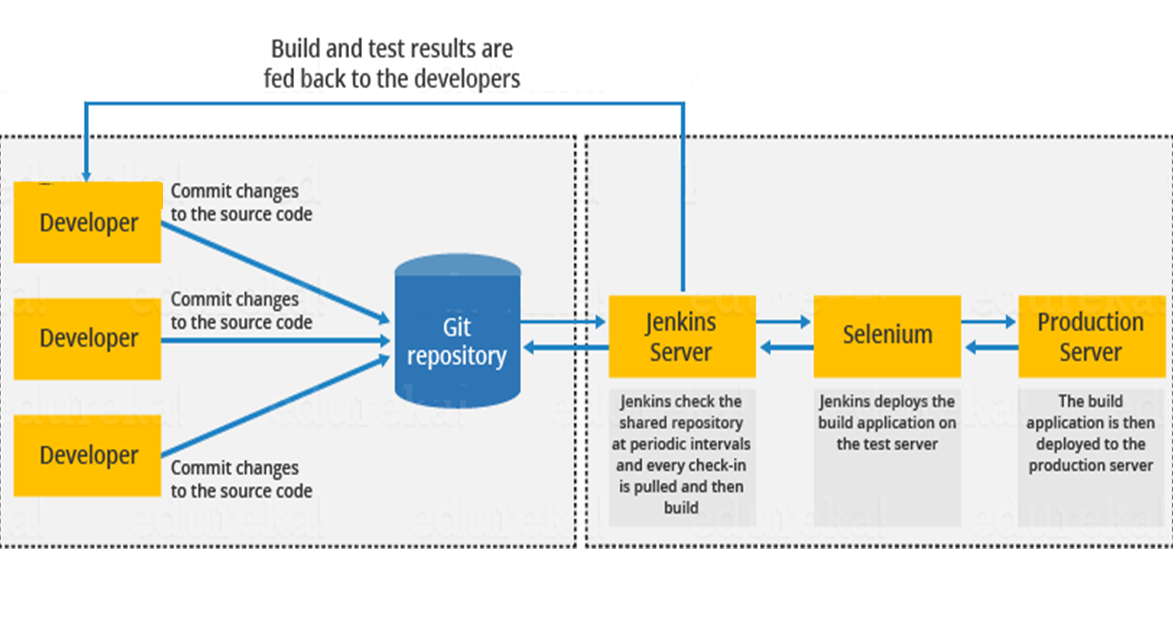 Build and test results are
fed back to the developers
Developer
Commit changes
to the source code
Developer
Commit changes
to the source code
Developer
Commit changes
to the source code
Git
repository
Jenkins
Server
Jenkins check the
shared repository
at periodic intervals
and every check-in
is pulled and then
build
Selenium
Jenkins deploys the
build application on
the test server
Production
Server
The build
application is then
deployed to the
production server
edureka!